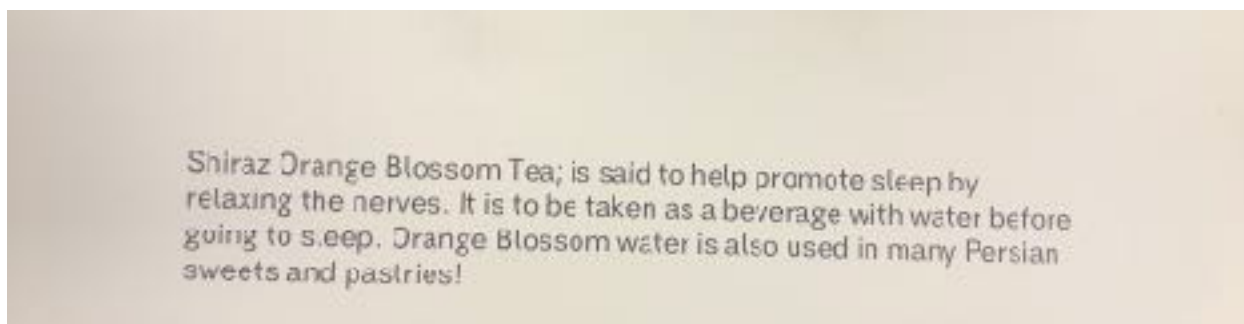 Shiraz Orange Blossom Tea; is said to help promote sleep by
relaxing the nerves. It is to be taken as a beverage with water before
going to sleep. Orange Blossom water is also used in many Persian
sweets and pastries!